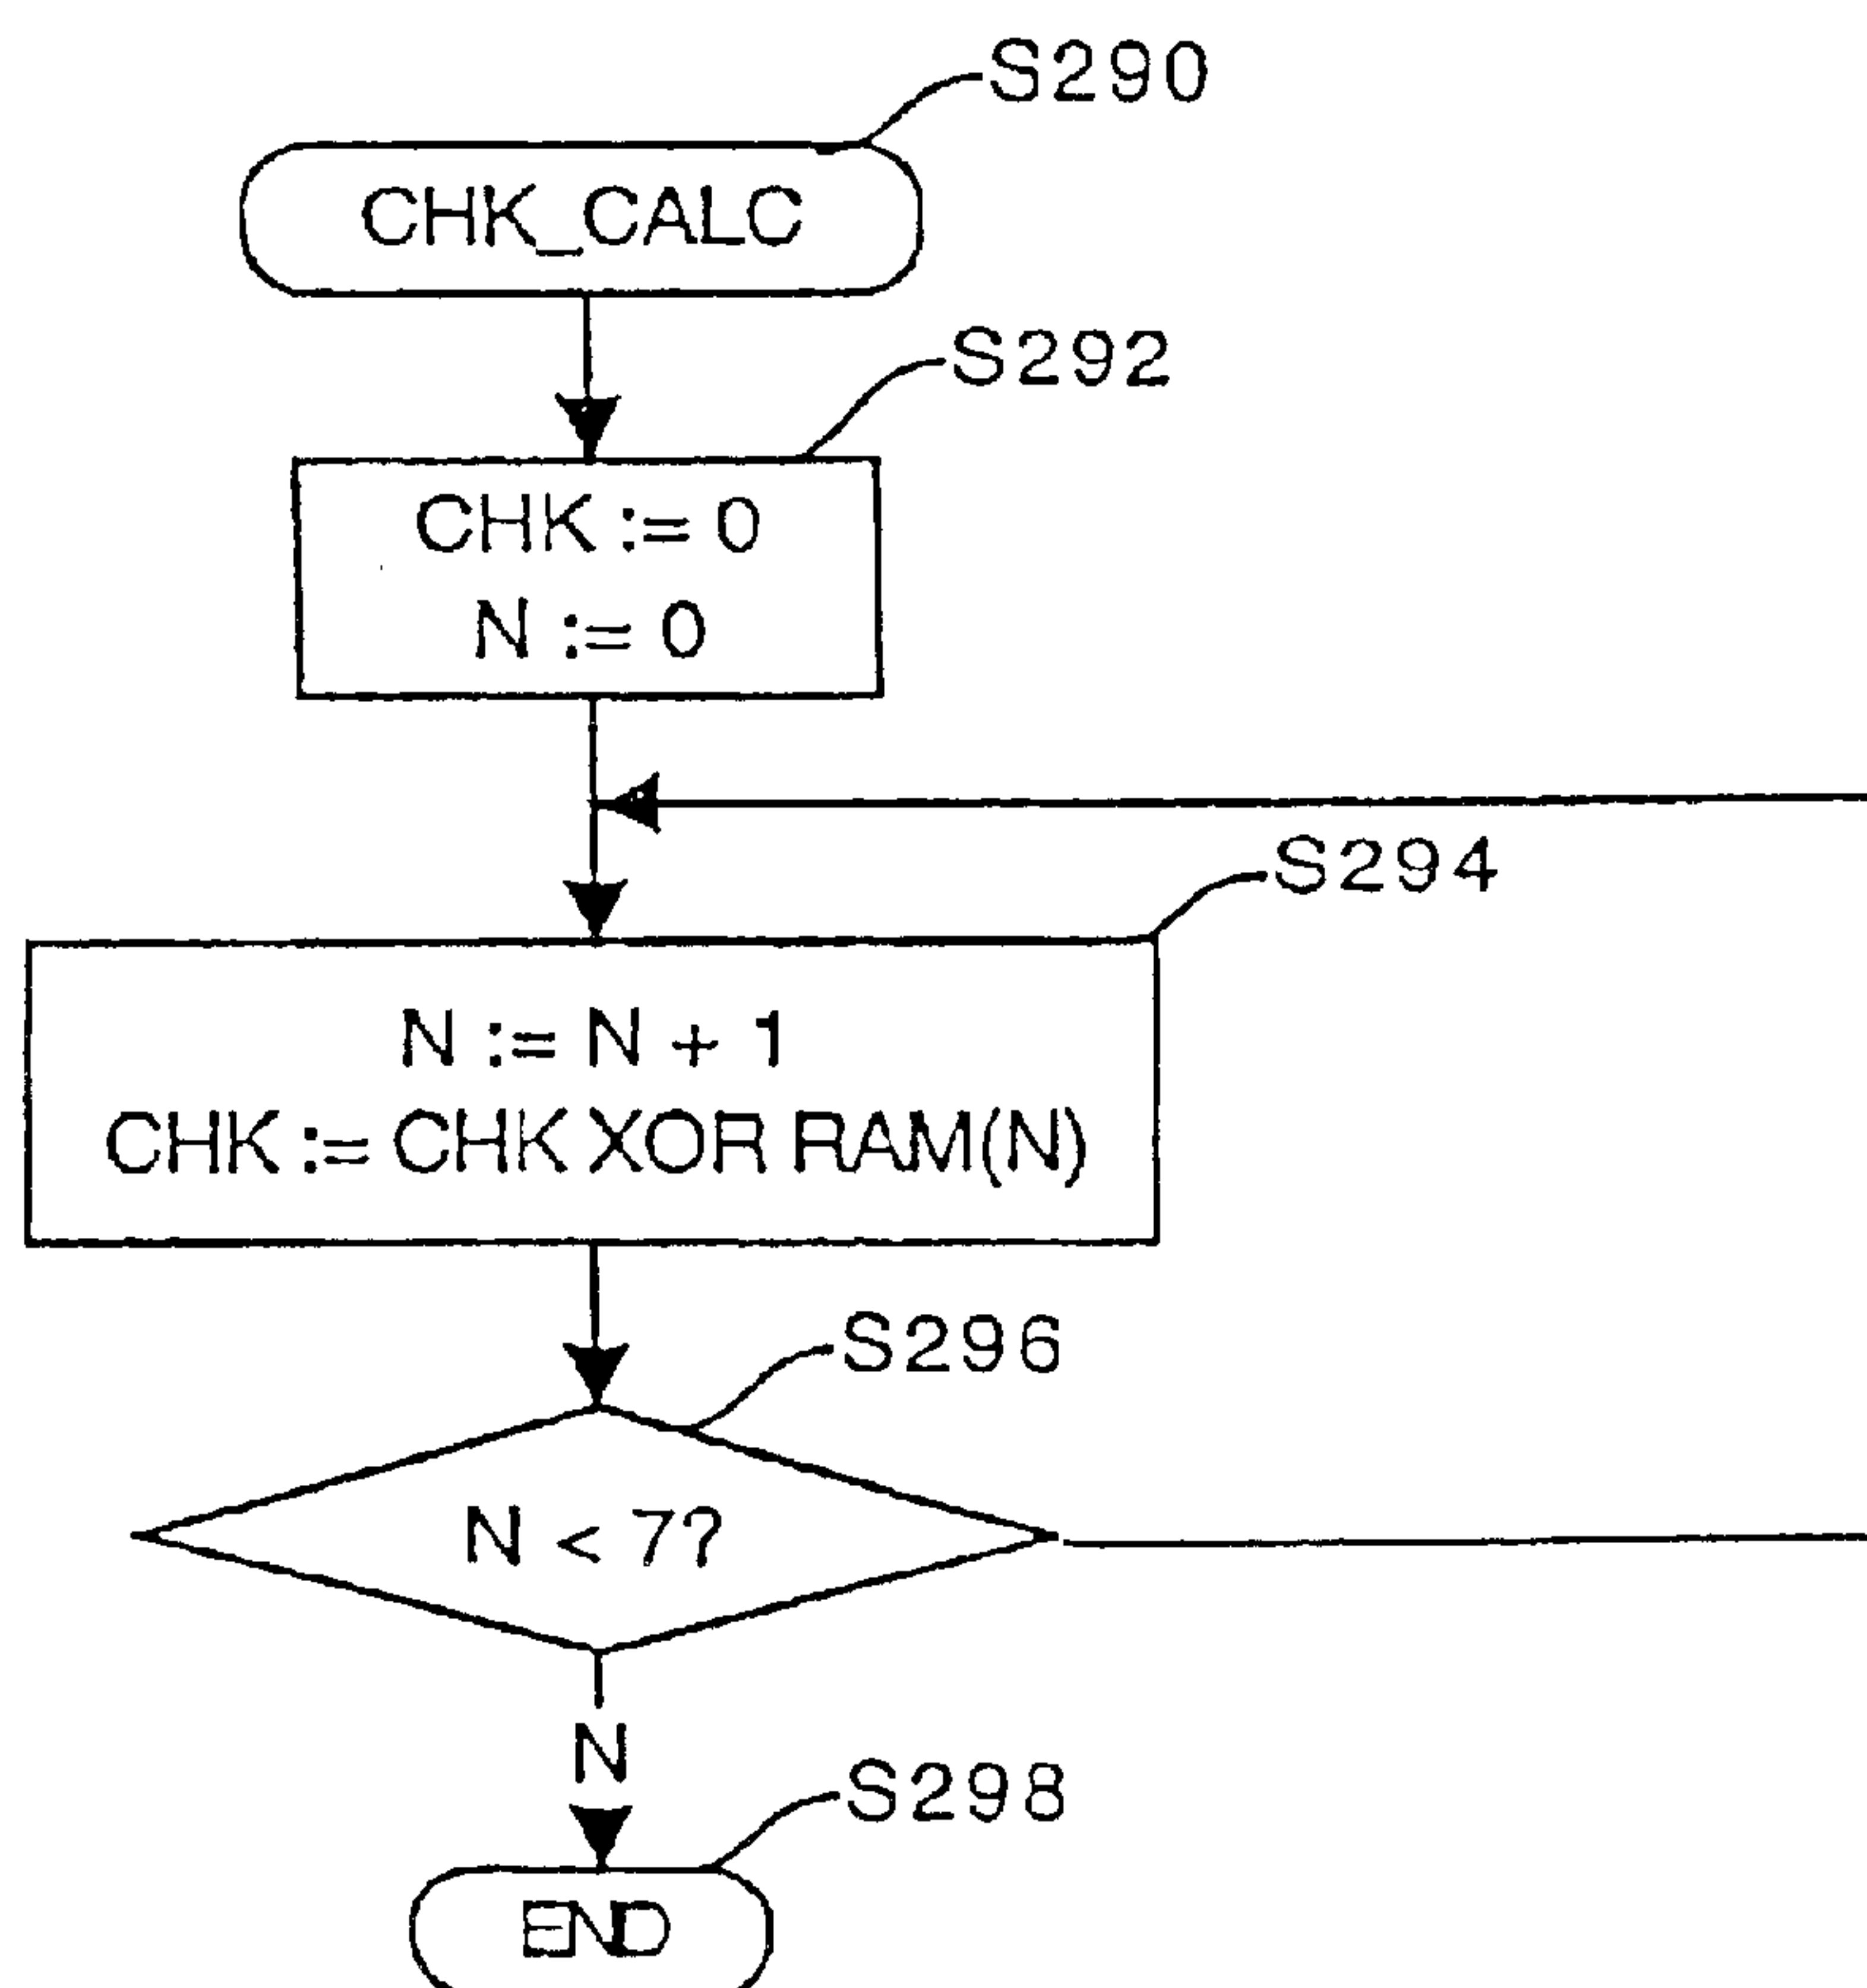 S290
CHK_CALC
S292
CHK := 0
N := 0
S294
N := N + 1
CHK := CHK XOR RAM(N)
S296
N < 7?
N
S298
END